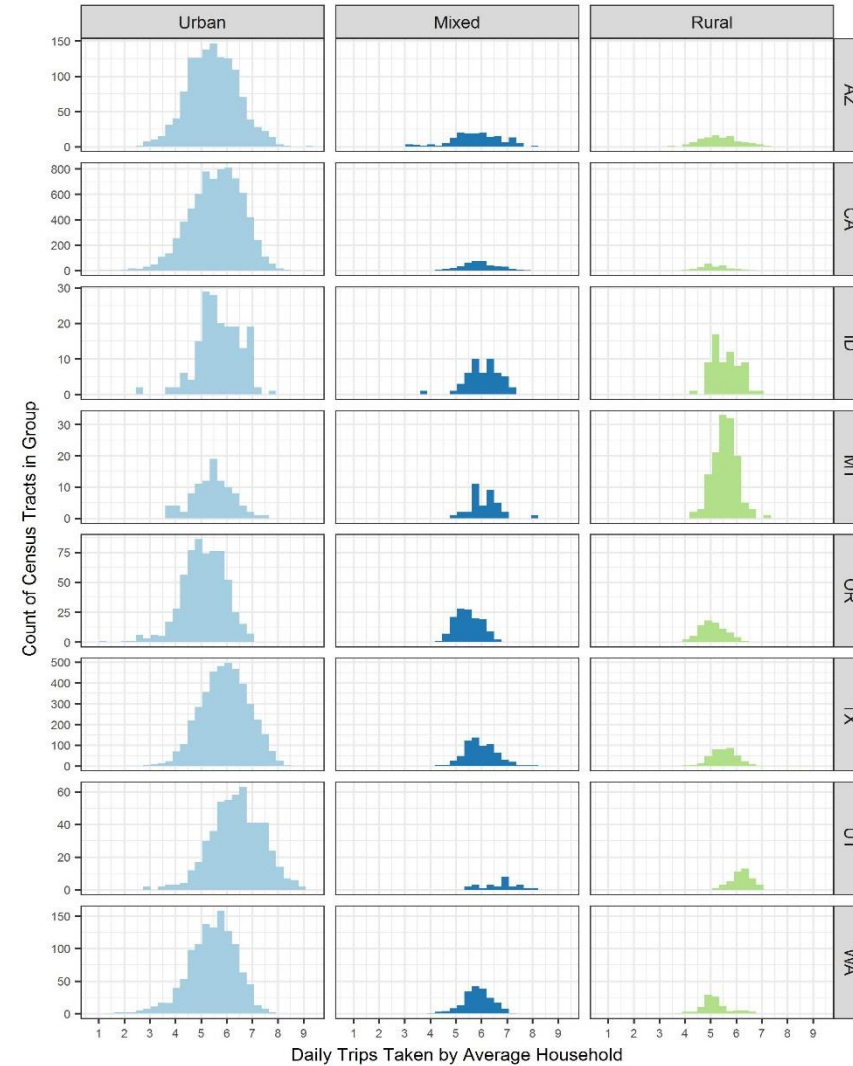 Urban Mixed Rural
150
100
50
0
AZ
800
600
400
200
0
CA
30
20
10
0
ID
30
20
10
0
MT
75
50
25
0
OR
500
400
300
200
100
0
TX
60
40
20
0
UT
150
100
50
0
WA
Count of Census Tracts in Group
1 2 3 4 5 6 7 8 9 1 2 3 4 5 6 7 8 9 1 2 3 4 5 6 7 8 9
Daily Trips Taken by Average Household